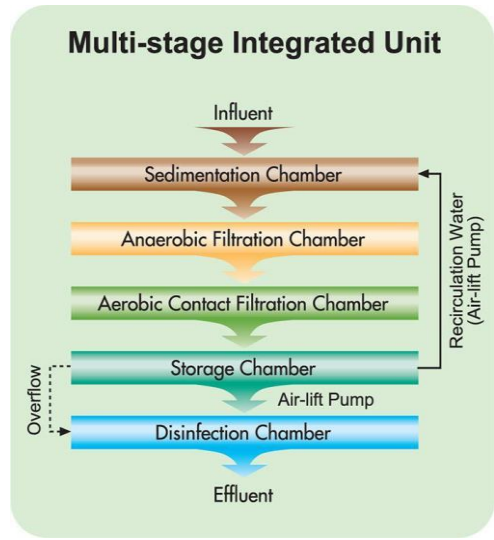 Multi-stage Integrated Unit
Influent
Sedimentation Chamber
Anaerobic Filtration Chamber
Aerobic Contact Filtration Chamber
Storage Chamber
Air-lift Pump
Disinfection Chamber
Effluent
Overflow
Recirculation Water
(Air-lift Pump)